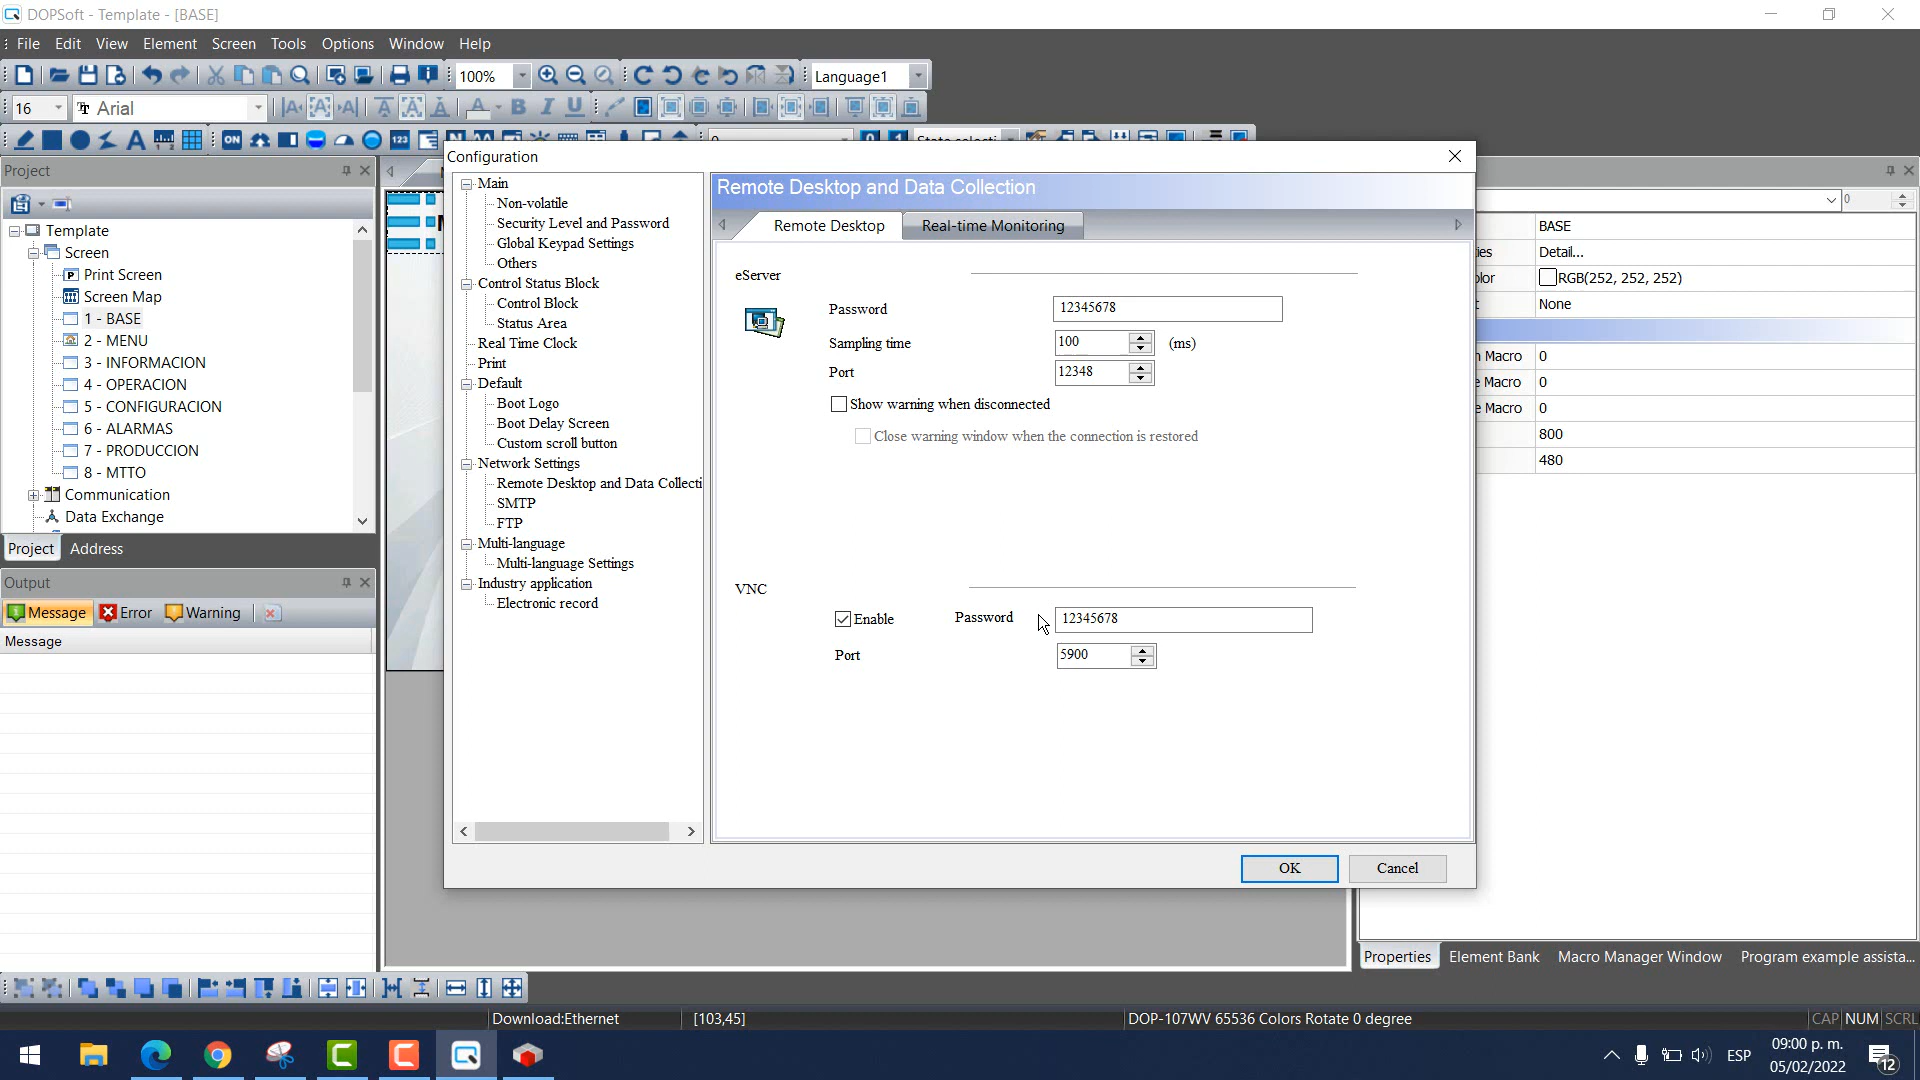 DOPSoft - Template - [BASE]
File Edit View Element Screen Tools Options Window Help
100% Language1
16 Arial
ON 123 State selecti
Project
Configuration
Template
Screen
Print Screen
Screen Map
1 - BASE
2 - MENU
3 - INFORMACION
4 - OPERACION
5 - CONFIGURACION
6 - ALARMAS
7 - PRODUCCION
8 - MTTO
Communication
Data Exchange
Project Address
Output
Message Error Warning
Message
Main
Non-volatile
Security Level and Password
Global Keypad Settings
Others
Control Status Block
Control Block
Status Area
Real Time Clock
Print
Default
Boot Logo
Boot Delay Screen
Custom scroll button
Network Settings
Remote Desktop and Data Collecti
SMTP
FTP
Multi-language
Multi-language Settings
Industry application
Electronic record
Remote Desktop and Data Collection
Remote Desktop Real-time Monitoring
eServer
Password 12345678
Sampling time 100 (ms)
Port 12348
Show warning when disconnected
Close warning window when the connection is restored
VNC
Enable Password 12345678
Port 5900
OK Cancel
0
BASE
ies Detail...
lor RGB(252, 252, 252)
t None
n Macro 0
e Macro 0
e Macro 0
800
480
Properties Element Bank Macro Manager Window Program example assista...
Download:Ethernet [103,45] DOP-107WV 65536 Colors Rotate 0 degree CAP NUM SCRL
ESP 09:00 p. m.
05/02/2022
12